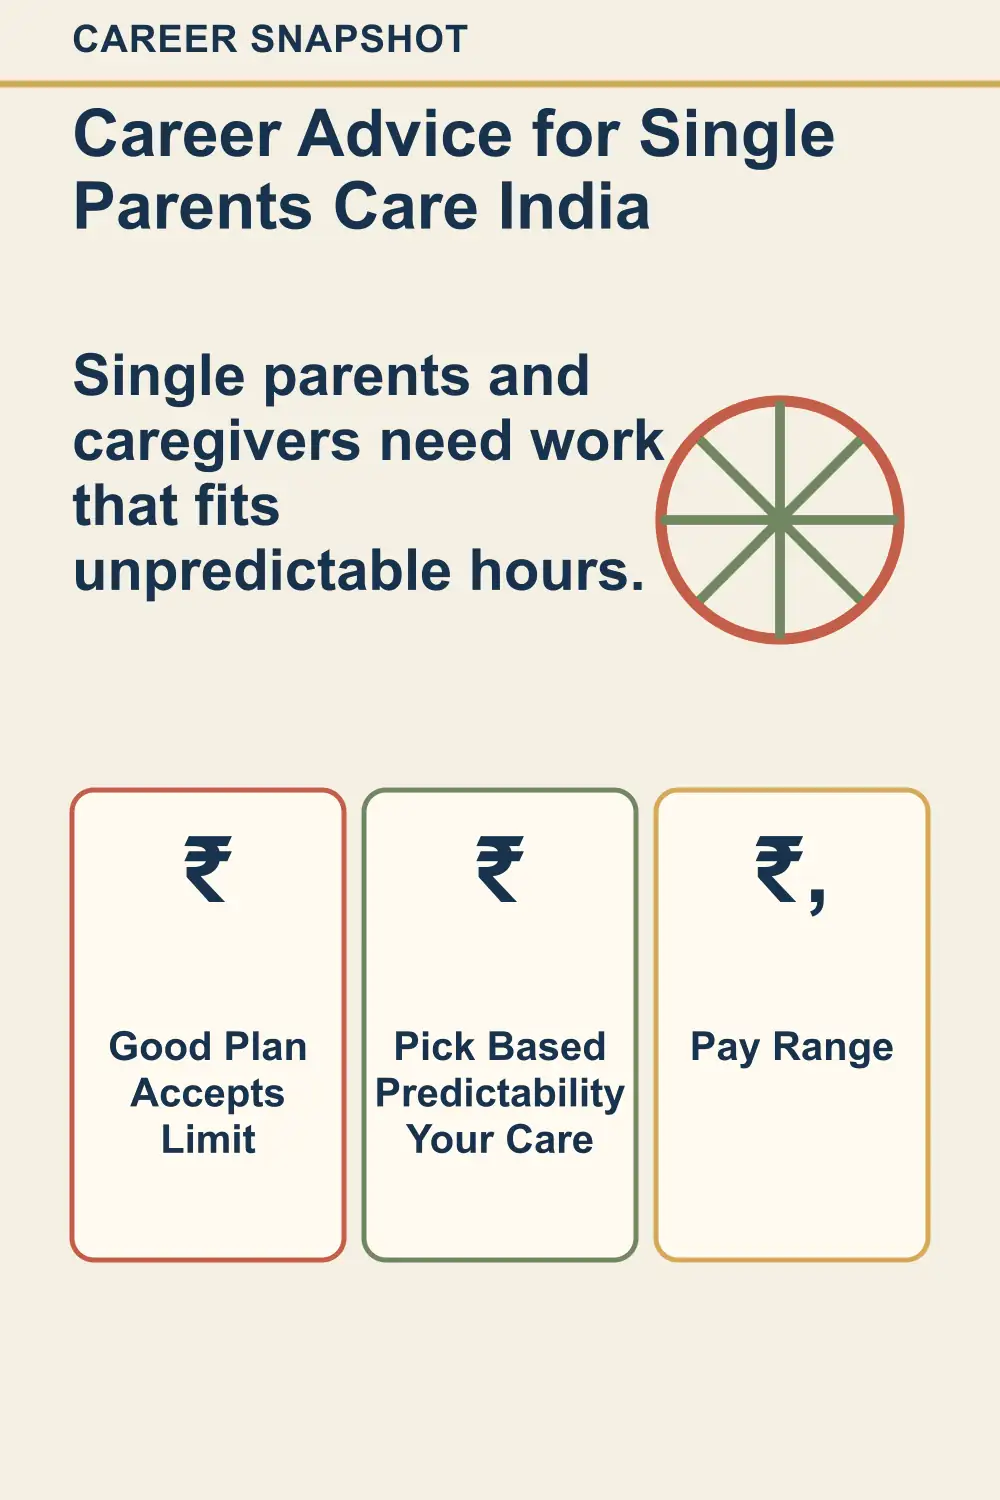 CAREER SNAPSHOT
Career Advice for Single
Parents Care India
Single parents and
caregivers need work
that fits
unpredictable hours.
₹
Good Plan
Accepts
Limit
₹
Pick Based
Predictability
Your Care
₹,
Pay Range